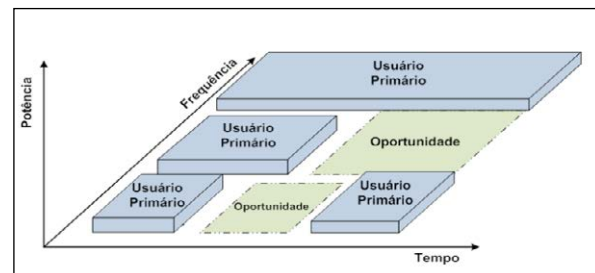 Potência
Frequência
Usuário
Primário
Usuário
Primário
Oportunidade
Usuário
Primário
Oportunidade
Usuário
Primário
Tempo